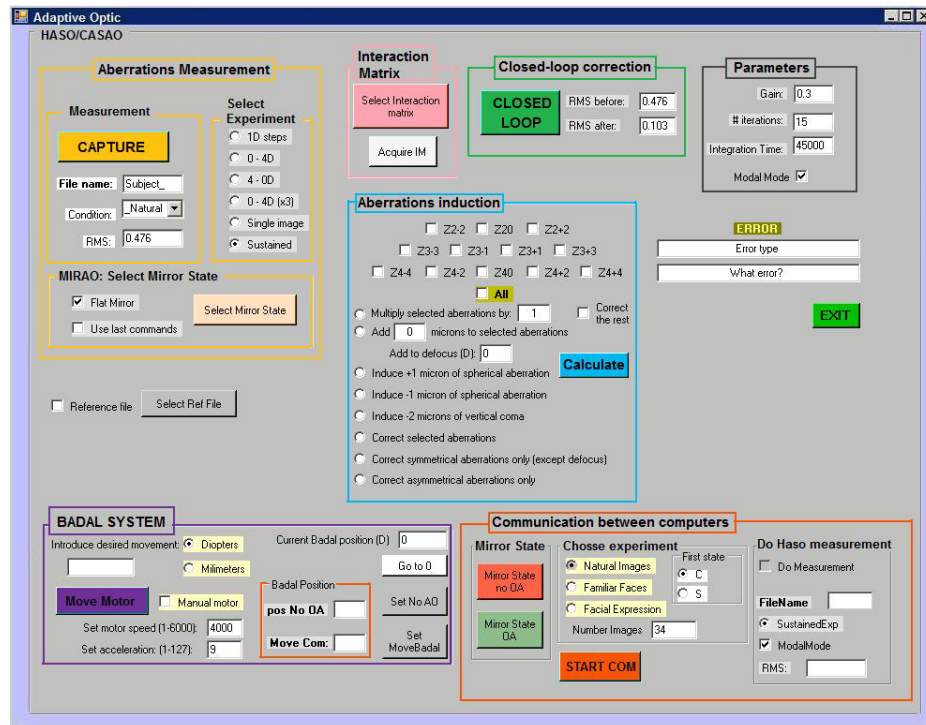 Adaptive Optic
HASO/CASAO
Aberrations Measurement
Measurement
CAPTURE
File name: Subject_
Condition: _Natural
RMS: 0.476
Select
Experiment
1D steps
0 - 4D
4 - 0D
0 - 4D (x3)
Single image
Sustained
MIRAO: Select Mirror State
Flat Mirror
Use last commands
Select Mirror State
Reference file
Select Ref File
Interaction
Matrix
Select Interaction
matrix
Acquire IM
Closed-loop correction
CLOSED
LOOP
RMS before: 0.476
RMS after: 0.103
Parameters
Gain: 0.3
# iterations: 15
Integration Time: 45000
Modal Mode
Aberrations induction
Z2-2 Z20 Z2+2
Z3-3 Z3-1 Z3+1 Z3+3
Z4-4 Z4-2 Z40 Z4+2 Z4+4
All
Multiply selected aberrations by: 1
Correct
the rest
Add 0 microns to selected aberrations
Add to defocus (D): 0
Calculate
Induce +1 micron of spherical aberration
Induce -1 micron of spherical aberration
Induce -2 microns of vertical coma
Correct selected aberrations
Correct symmetrical aberrations only (except defocus)
Correct asymmetrical aberrations only
ERROR
Error type
What error?
EXIT
BADAL SYSTEM
Introduce desired movement: Diopters
Milimeters
Move Motor
Manual motor
Set motor speed (1-6000): 4000
Set acceleration: (1-127): 9
Current Badal position (D) 0
Go to 0
Badal Position
pos No OA
Move Com:
Set No AO
Set
MoveBadal
Communication between computers
Mirror State
Mirror State
no OA
Mirror State
OA
Chosse experiment
Natural Images
Familiar Faces
Facial Expression
First state
C
S
Number Images 34
START COM
Do Haso measurement
Do Measurement
FileName
SustainedExp
ModalMode
RMS: